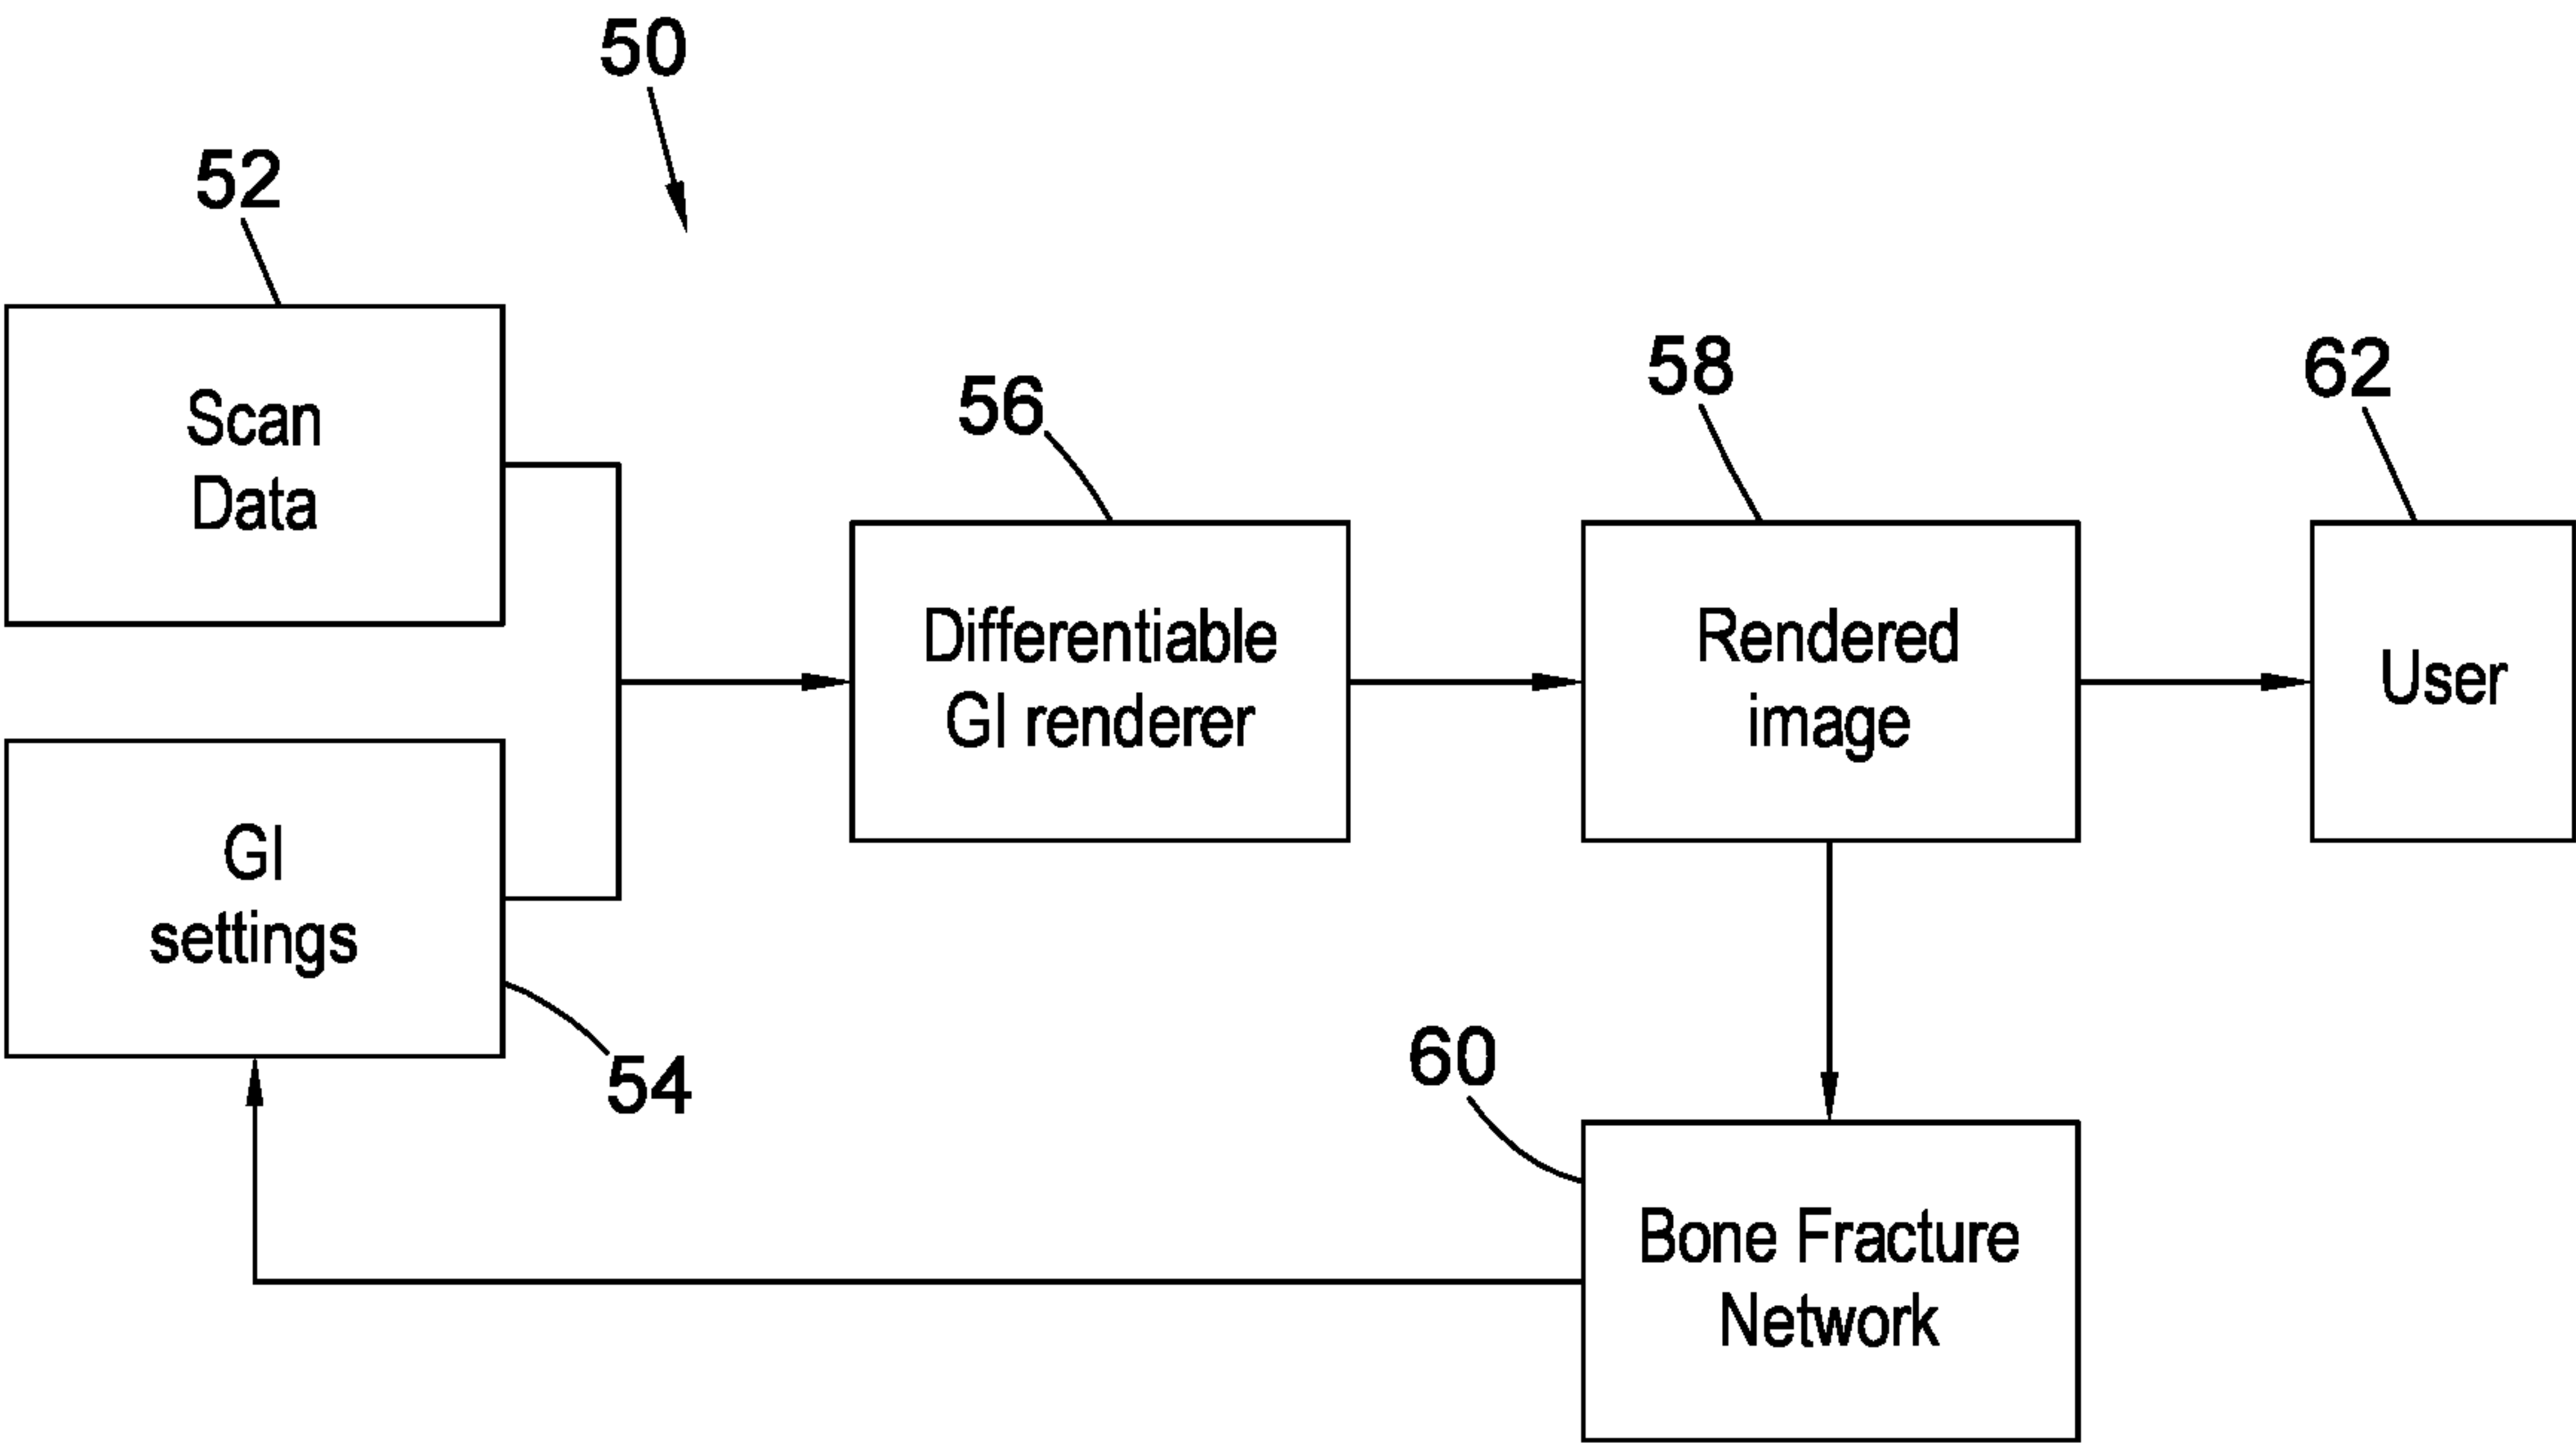 50
52
Scan
Data
56
Differentiable
GI renderer
58
Rendered
image
62
User
GI
settings
54
60
Bone Fracture
Network